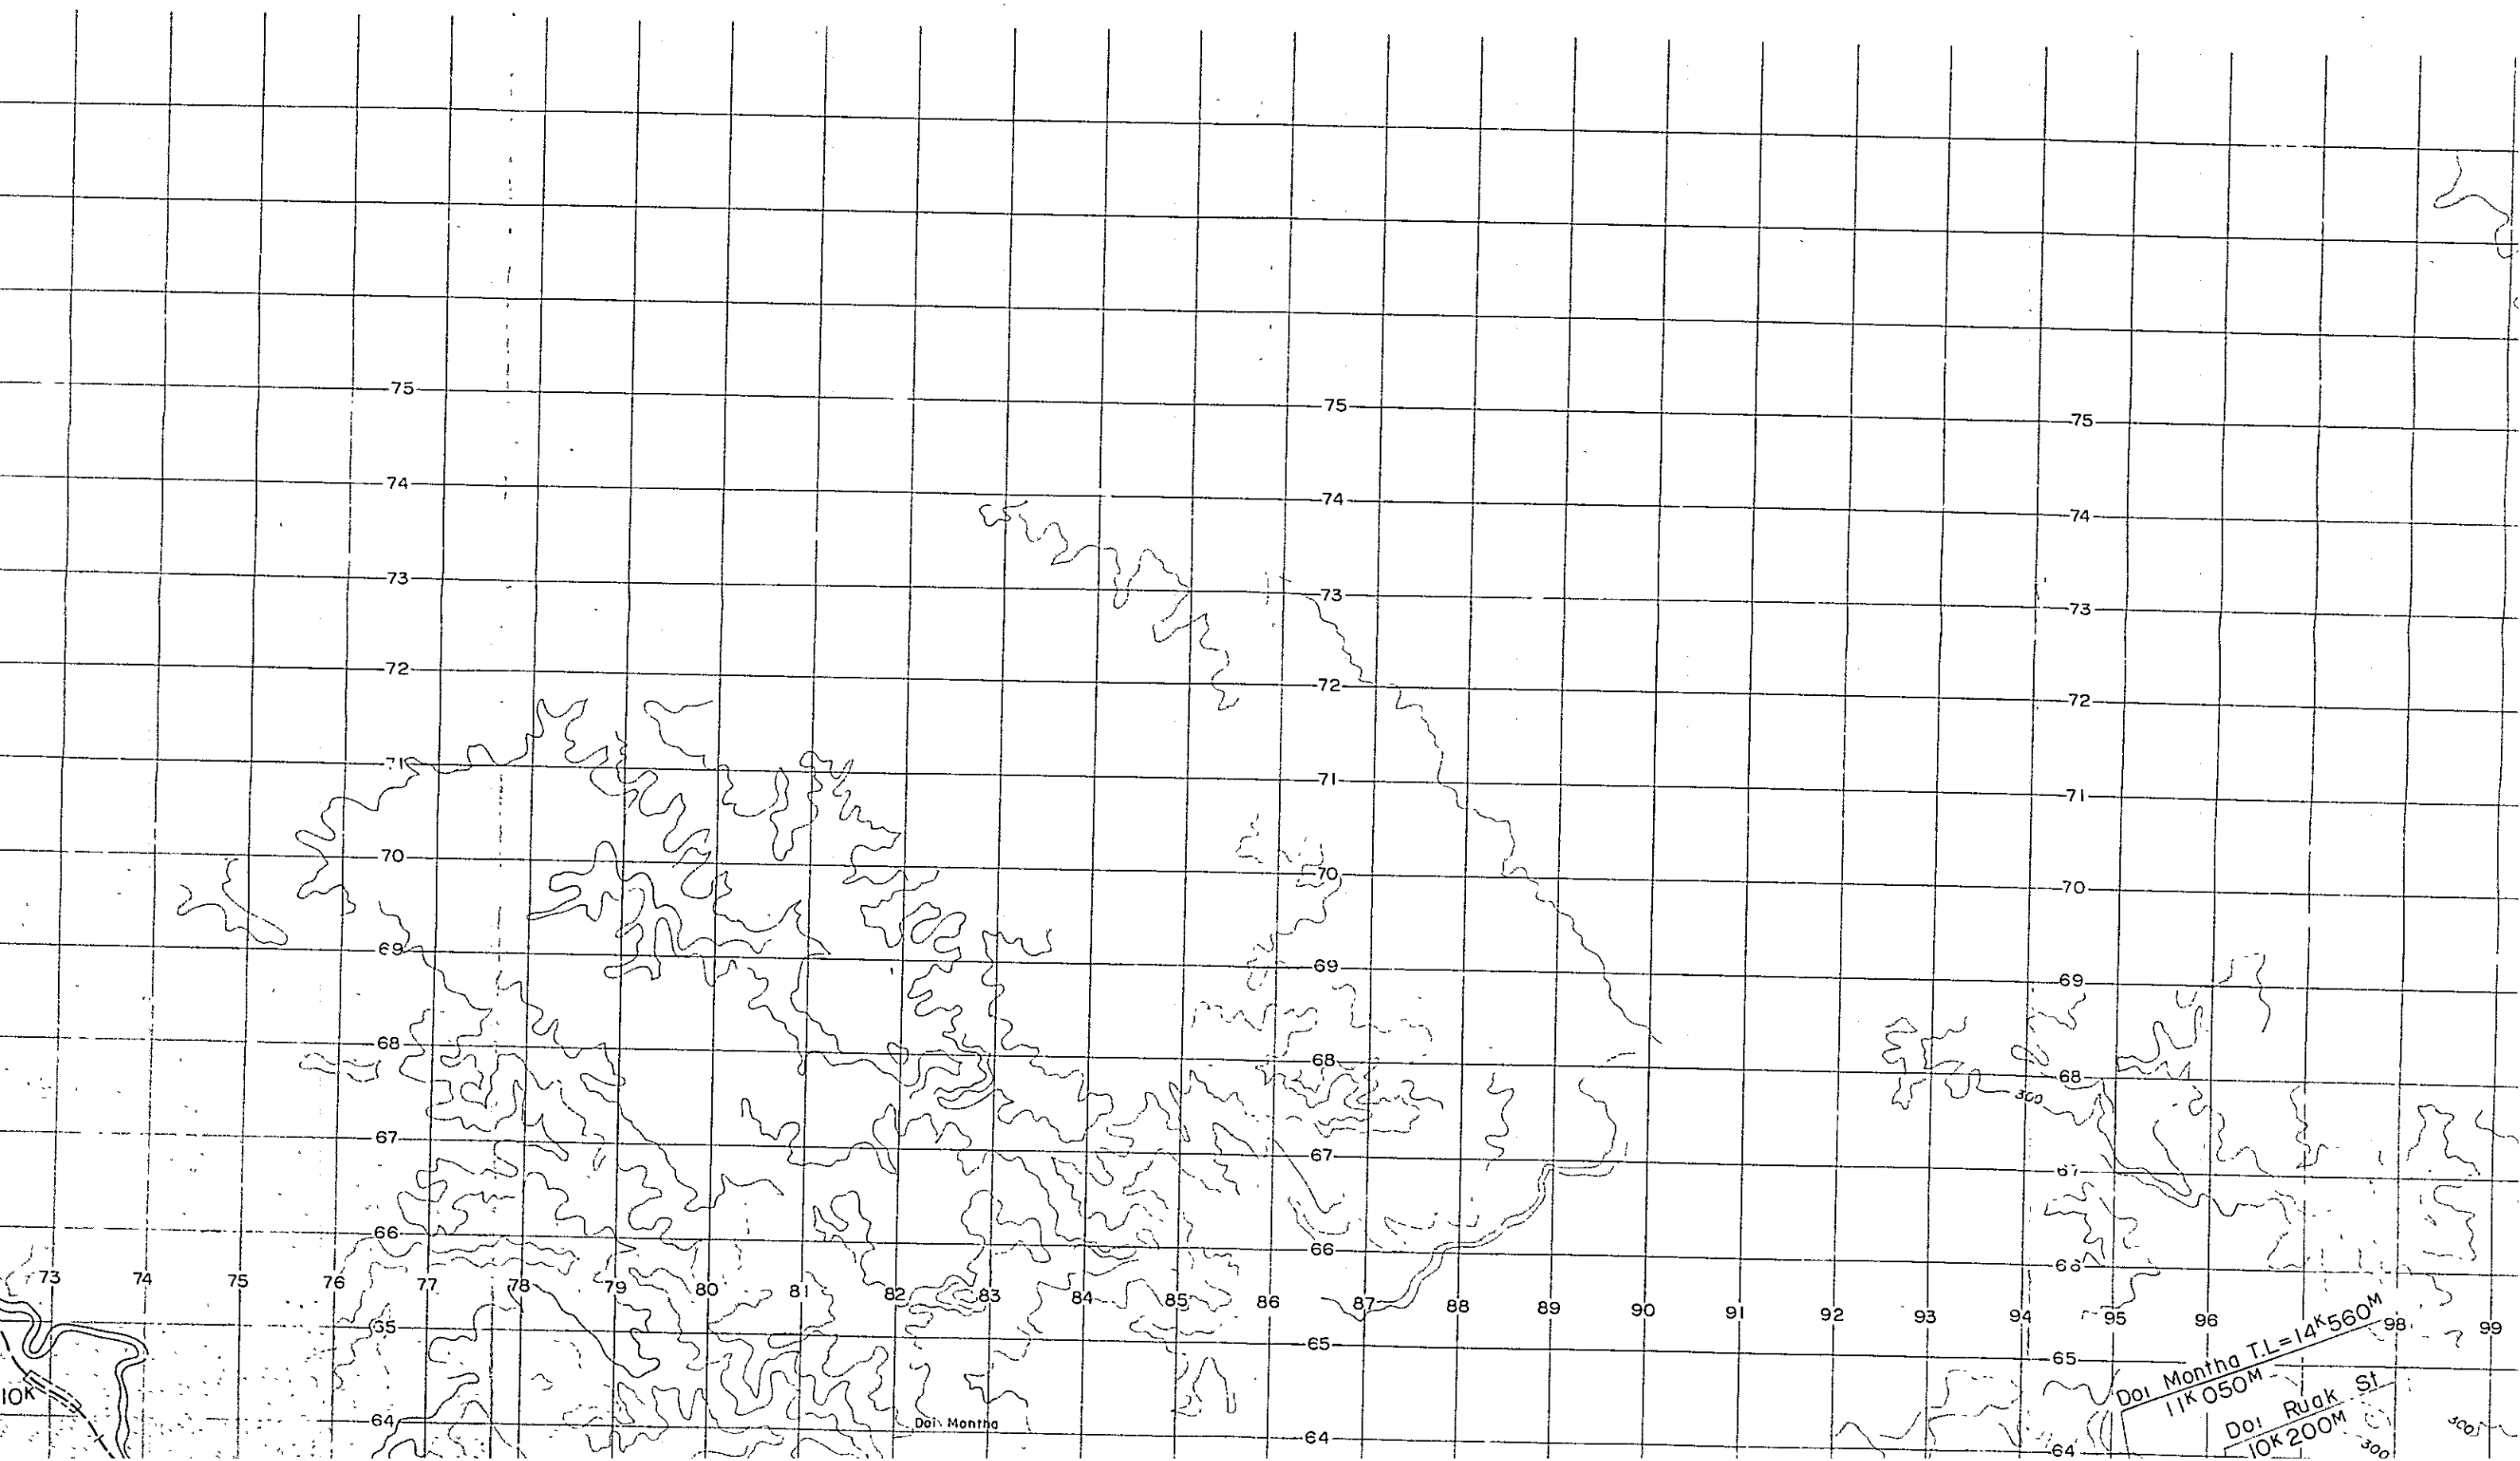 75 75 75
74 74 74
73 73 73
72 72 72
71 71 71
70 70 70
69 69 69
68 68 68
300
67 67 67
66 66 66
73 74 75 76 77 78 79 80 81 82 83 84 85 86 87 88 89 90 91 92 93 94 95 96 98 99
65 65 65
Doi Montha T.L=14K560M
11K050M
10K
64 64 64
Doi Montha
Doi Ruak St
10K200M
300
300